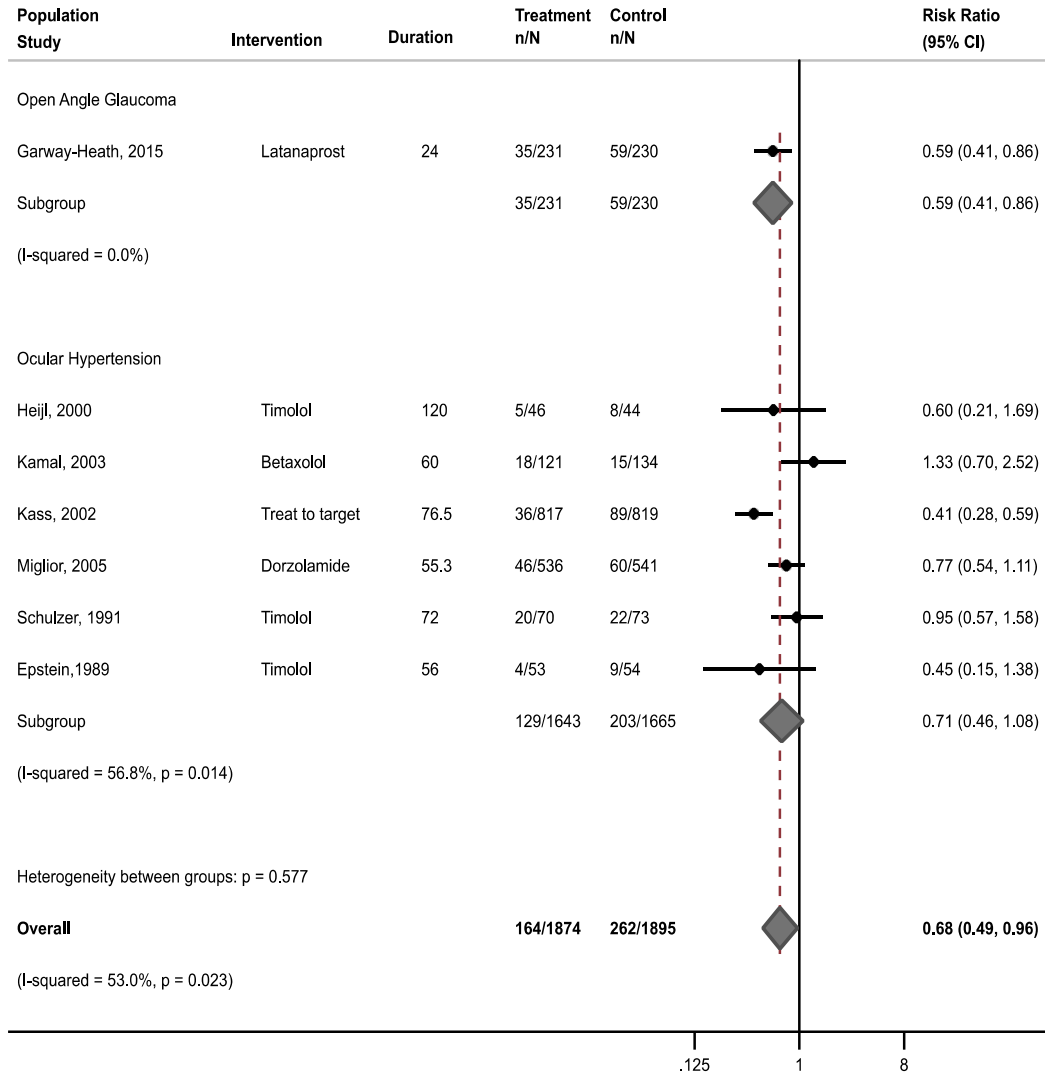 Population Treatment Control Risk Ratio
Study Intervention Duration n/N n/N (95% CI)
Open Angle Glaucoma
Garway-Heath, 2015 Latanaprost 24 35/231 59/230 0.59 (0.41, 0.86)
Subgroup 35/231 59/230 0.59 (0.41, 0.86)
(I-squared = 0.0%)
Ocular Hypertension
Heijl, 2000 Timolol 120 5/46 8/44 0.60 (0.21, 1.69)
Kamal, 2003 Betaxolol 60 18/121 15/134 1.33 (0.70, 2.52)
Kass, 2002 Treat to target 76.5 36/817 89/819 0.41 (0.28, 0.59)
Miglior, 2005 Dorzolamide 55.3 46/536 60/541 0.77 (0.54, 1.11)
Schulzer, 1991 Timolol 72 20/70 22/73 0.95 (0.57, 1.58)
Epstein,1989 Timolol 56 4/53 9/54 0.45 (0.15, 1.38)
Subgroup 129/1643 203/1665 0.71 (0.46, 1.08)
(I-squared = 56.8%, p = 0.014)
Heterogeneity between groups: p = 0.577
Overall 164/1874 262/1895 0.68 (0.49, 0.96)
(I-squared = 53.0%, p = 0.023)
.125 1 8